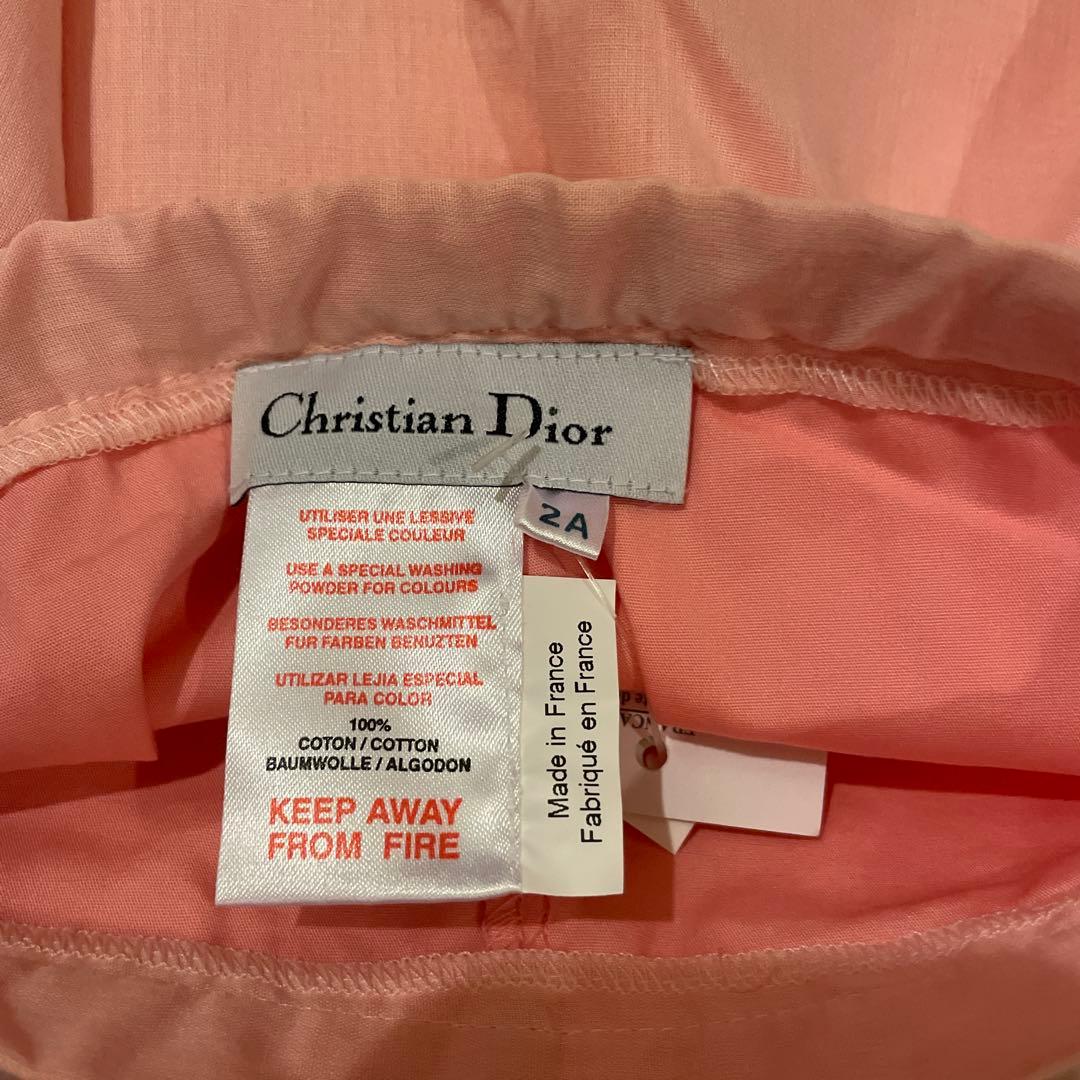 Christian Dior
2A
UTILISER UNE LESSIVE
SPECIALE COULEUR
USE A SPECIAL WASHING
POWDER FOR COLOURS
BESONDERES WASCHMITTEL
FUR FARBEN BENUZTEN
UTILIZAR LEJIA ESPECIAL
PARA COLOR
100%
COTON / COTTON
BAUMWOLLE / ALGODON
KEEP AWAY
FROM FIRE
Made in France
Fabriqué en France